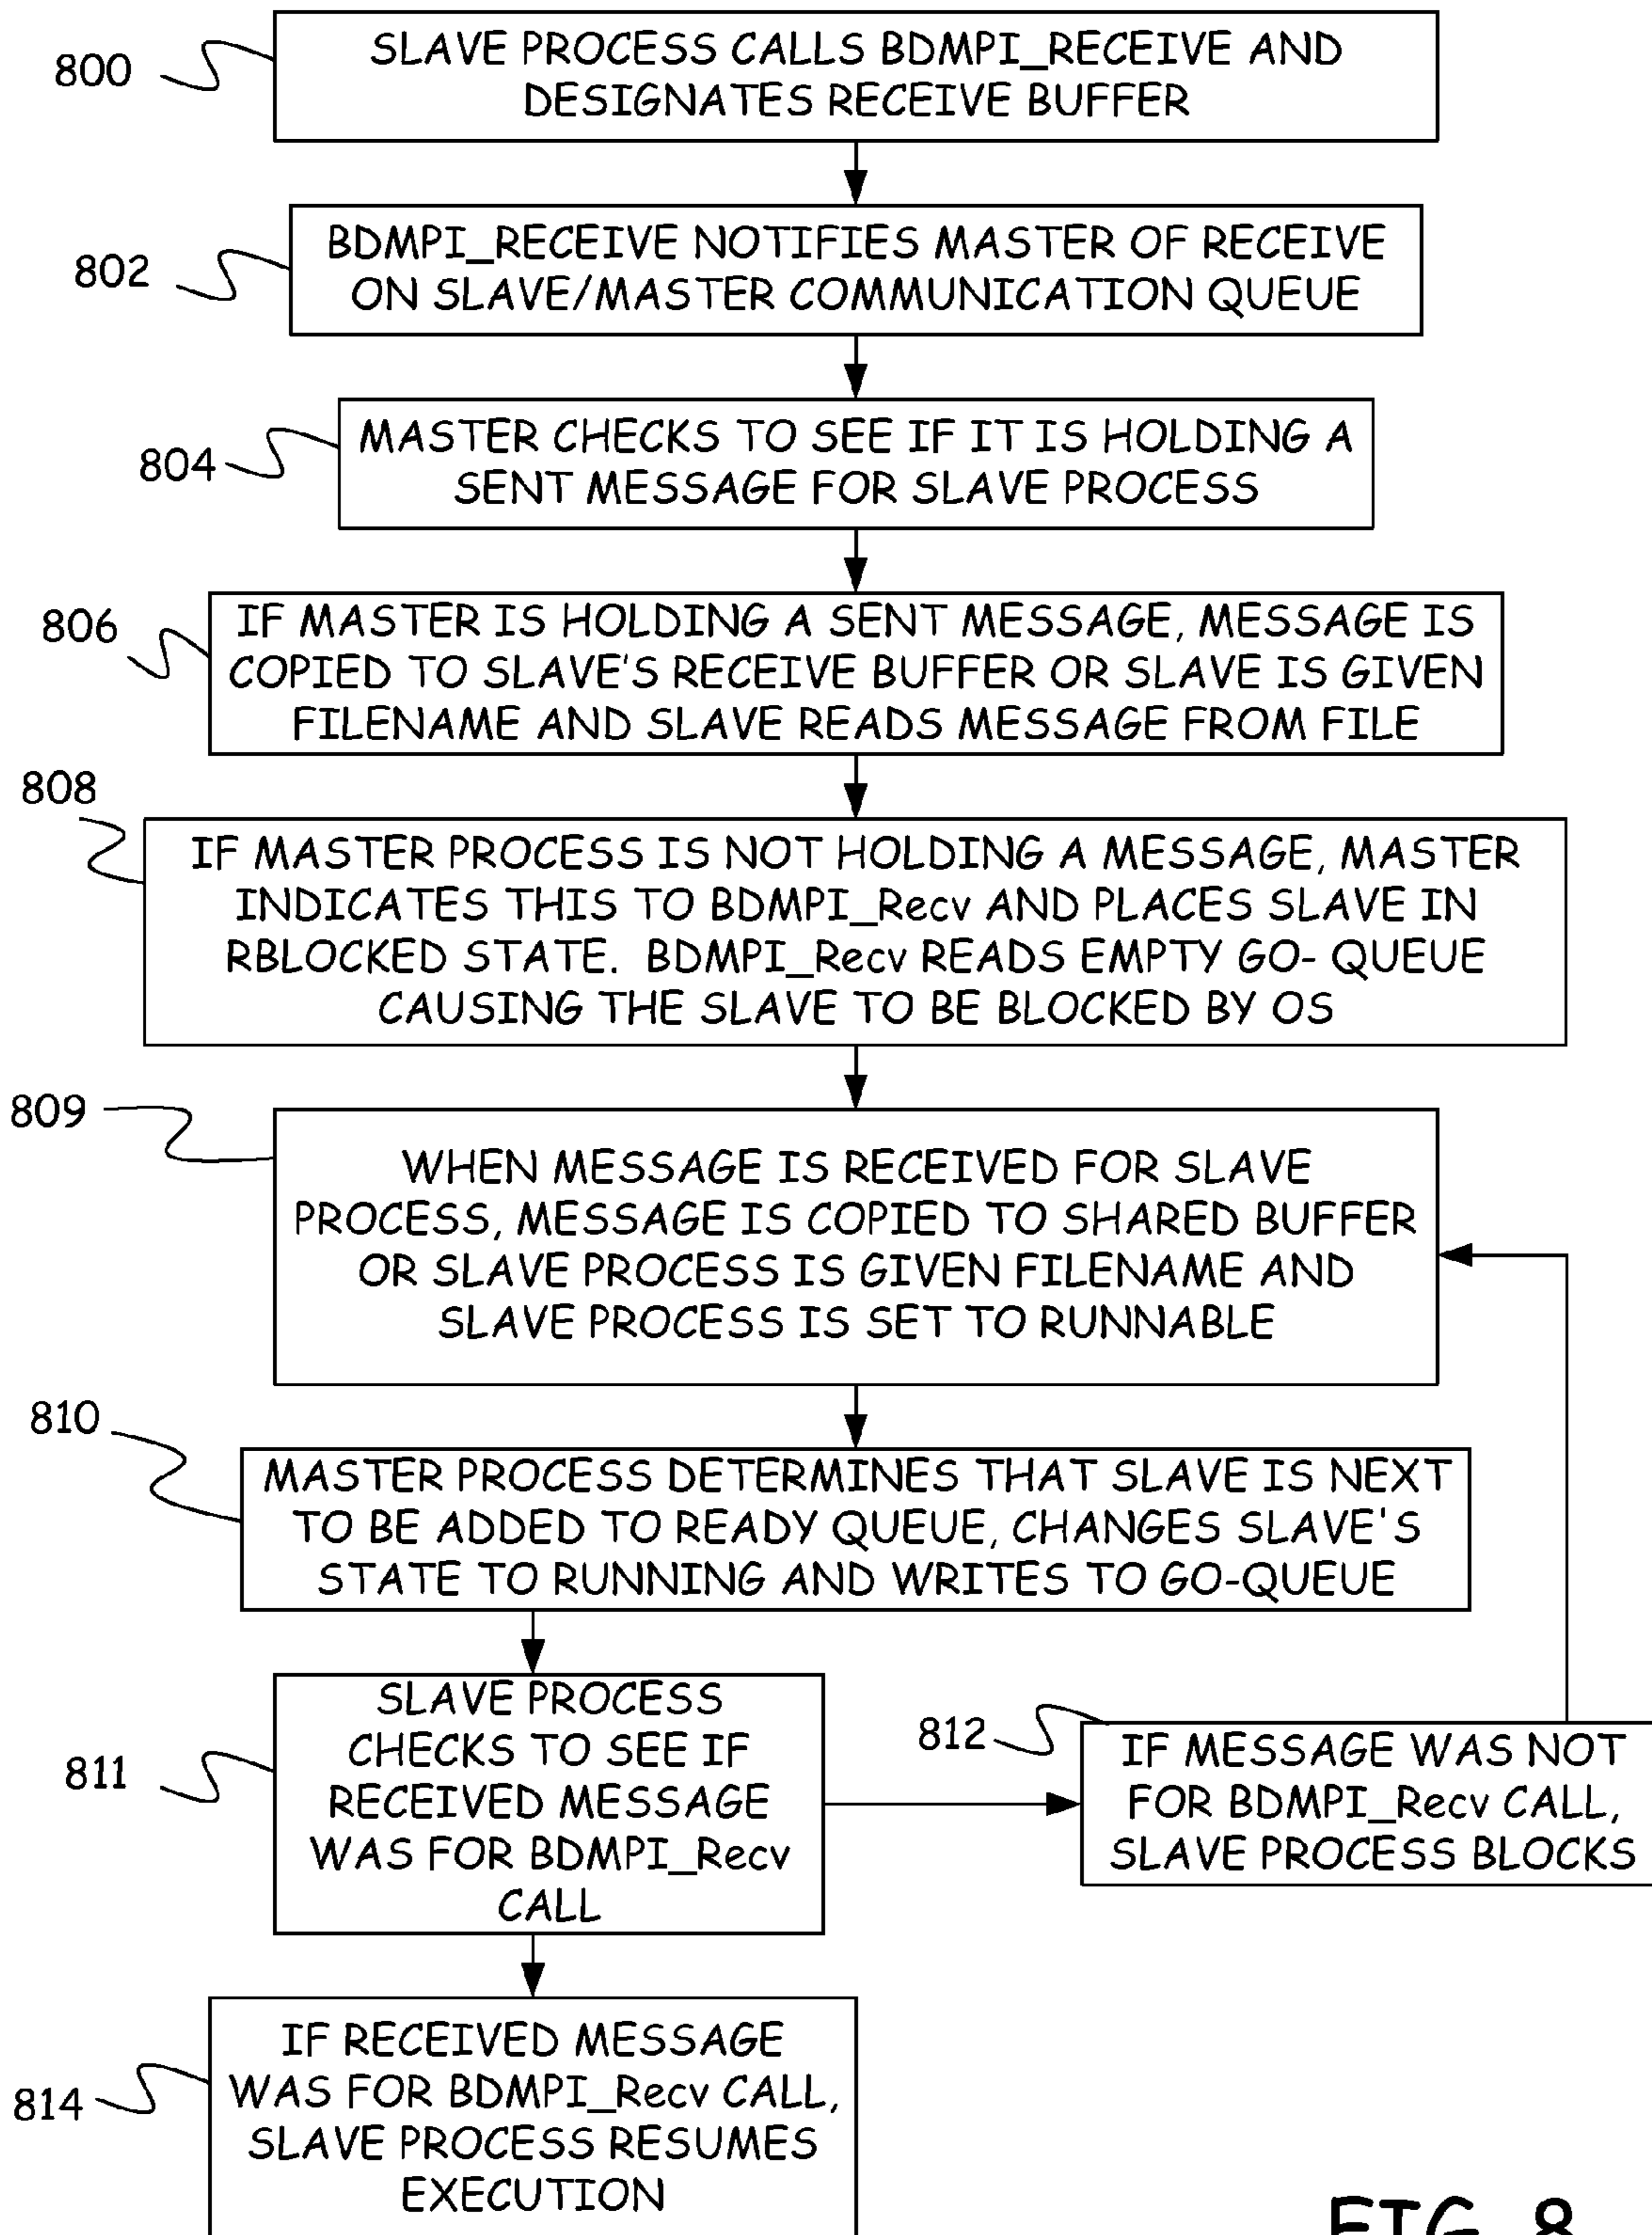 800
SLAVE PROCESS CALLS BDMPI_RECEIVE AND
DESIGNATES RECEIVE BUFFER
802
BDMPI_RECEIVE NOTIFIES MASTER OF RECEIVE
ON SLAVE/MASTER COMMUNICATION QUEUE
804
MASTER CHECKS TO SEE IF IT IS HOLDING A
SENT MESSAGE FOR SLAVE PROCESS
806
IF MASTER IS HOLDING A SENT MESSAGE, MESSAGE IS
COPIED TO SLAVE'S RECEIVE BUFFER OR SLAVE IS GIVEN
FILENAME AND SLAVE READS MESSAGE FROM FILE
808
IF MASTER PROCESS IS NOT HOLDING A MESSAGE, MASTER
INDICATES THIS TO BDMPI_Recv AND PLACES SLAVE IN
RBLOCKED STATE. BDMPI_Recv READS EMPTY GO- QUEUE
CAUSING THE SLAVE TO BE BLOCKED BY OS
809
WHEN MESSAGE IS RECEIVED FOR SLAVE
PROCESS, MESSAGE IS COPIED TO SHARED BUFFER
OR SLAVE PROCESS IS GIVEN FILENAME AND
SLAVE PROCESS IS SET TO RUNNABLE
810
MASTER PROCESS DETERMINES THAT SLAVE IS NEXT
TO BE ADDED TO READY QUEUE, CHANGES SLAVE'S
STATE TO RUNNING AND WRITES TO GO-QUEUE
811
SLAVE PROCESS
CHECKS TO SEE IF
RECEIVED MESSAGE
WAS FOR BDMPI_Recv
CALL
812
IF MESSAGE WAS NOT
FOR BDMPI_Recv CALL,
SLAVE PROCESS BLOCKS
814
IF RECEIVED MESSAGE
WAS FOR BDMPI_Recv CALL,
SLAVE PROCESS RESUMES
EXECUTION
FIG. 8